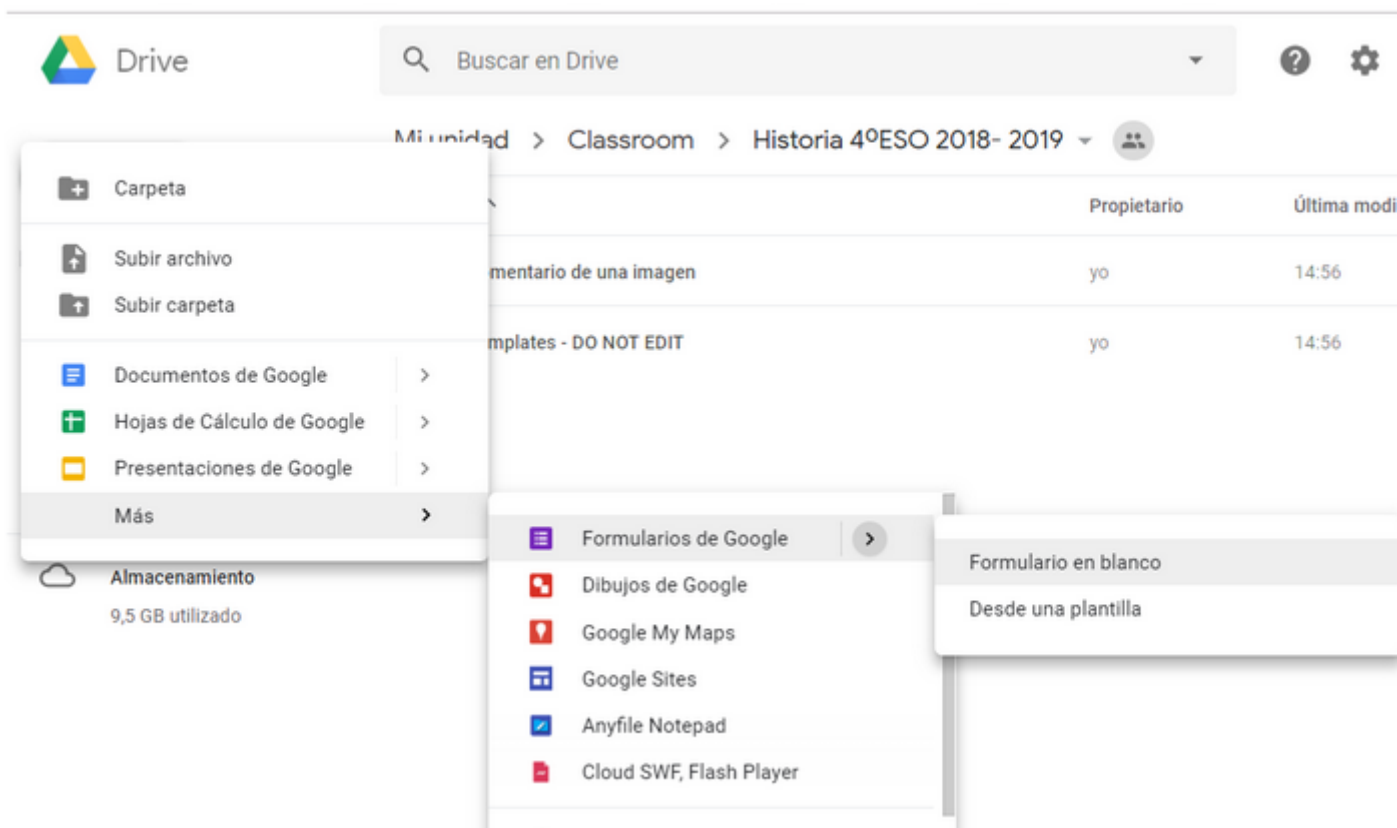 Drive
Buscar en Drive
Mi unidad > Classroom > Historia 4ºESO 2018- 2019
Carpeta
Propietario
Última modi
Subir archivo
mentario de una imagen
yo
14:56
Subir carpeta
mplates - DO NOT EDIT
yo
14:56
Documentos de Google
Hojas de Cálculo de Google
Presentaciones de Google
Más
Formularios de Google
Formulario en blanco
Almacenamiento
Dibujos de Google
Desde una plantilla
9,5 GB utilizado
Google My Maps
Google Sites
Anyfile Notepad
Cloud SWF, Flash Player